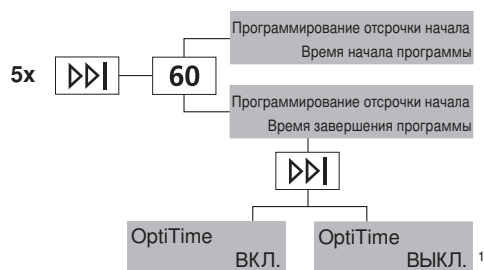 Программирование отсрочки начала
Время начала программы
5x
60
Программирование отсрочки начала
Время завершения программы
OptiTime
ВКЛ.
OptiTime
ВЫКЛ. 1